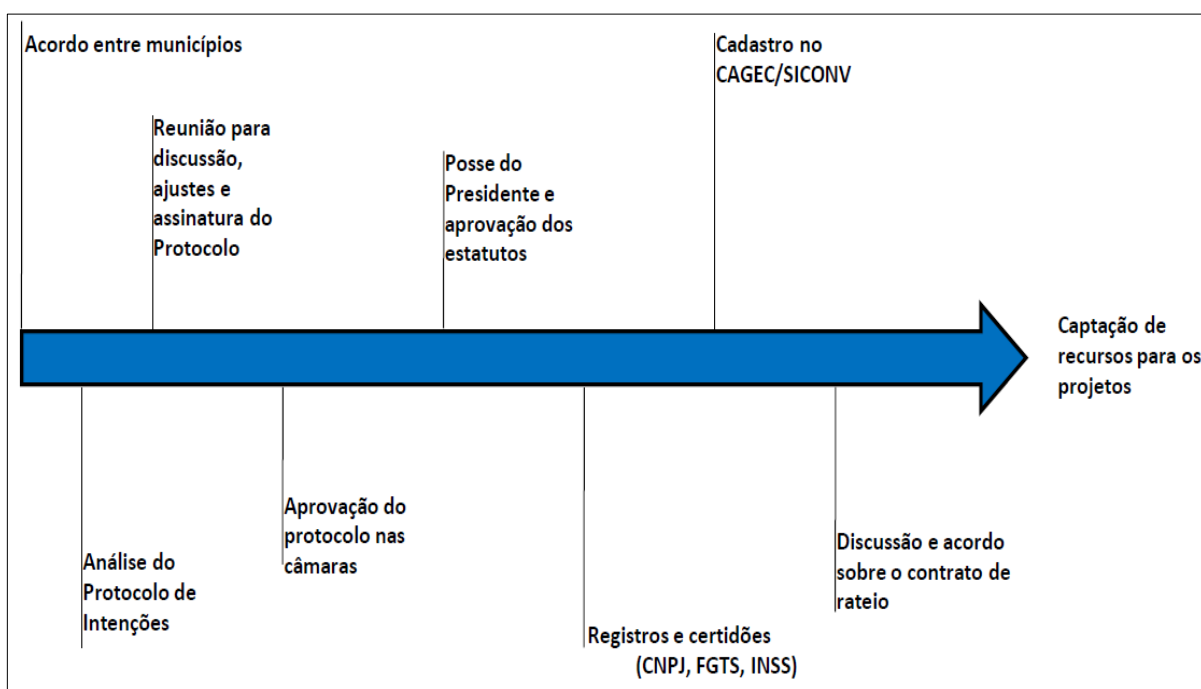 Acordo entre municípios
Cadastro no
CAGEC/SICONV
Reunião para
discussão,
ajustes e
assinatura do
Protocolo
Posse do
Presidente e
aprovação dos
estatutos
Captação de
recursos para os
projetos
Análise do
Protocolo de
Intenções
Aprovação do
protocolo nas
câmaras
Registros e certidões
(CNPJ, FGTS, INSS)
Discussão e acordo
sobre o contrato de
rateio